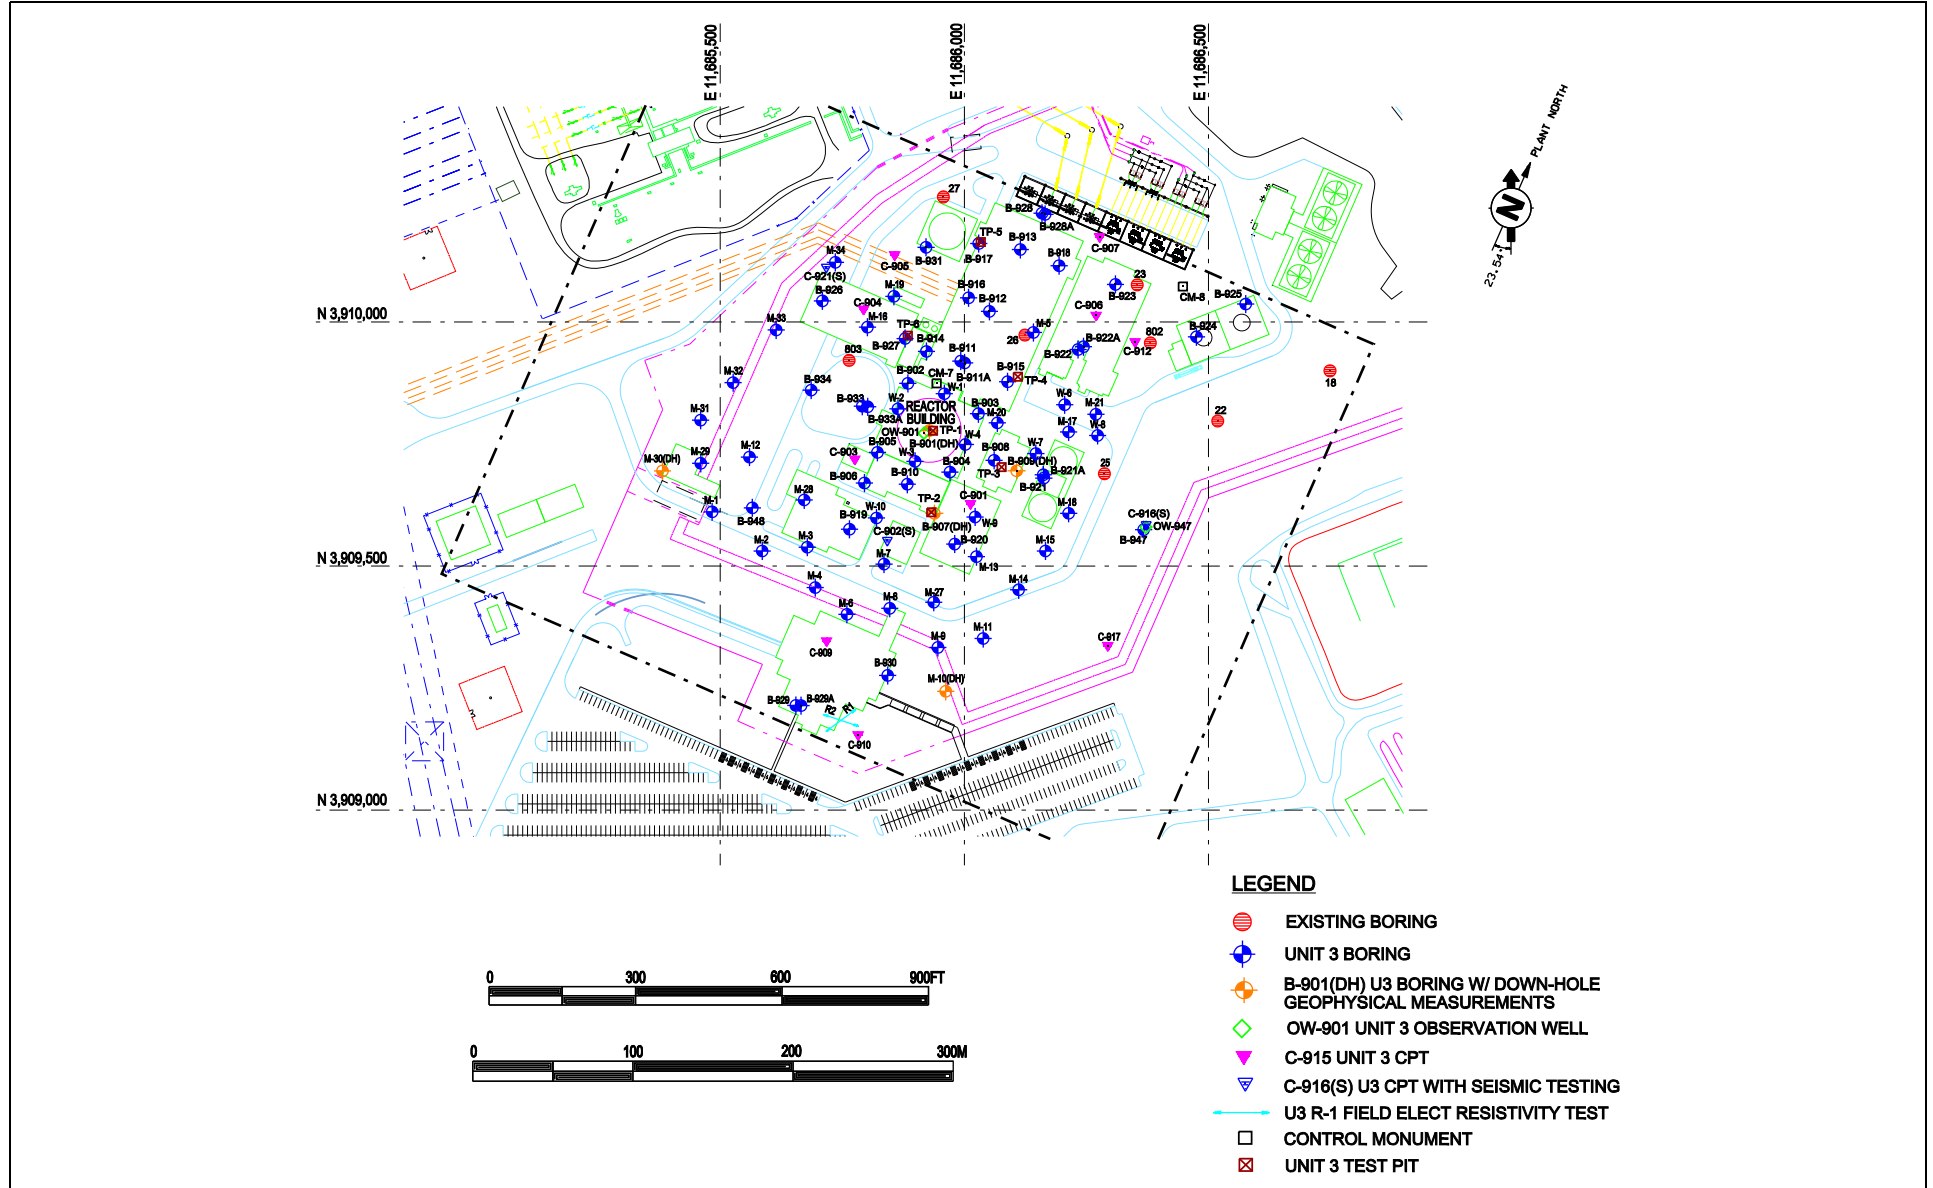 E 11,685,500
E 11,686,000
E 11,686,500
PLANT NORTH
N
23.54°
27
B-928
B-928A
TP-5
B-913
C-907
B-917
B-931
M-34
C-905
B-918
C-921(S)
23
B-926
M-19
B-916
B-923
CM-8
B-925
C-904
B-912
C-906
N 3,910,000
M-33
M-16
TP-6
M-5
B-924
B-927
B-914
26
B-922A
802
B-922
C-912
803
B-911
B-911A
B-915
TP-4
18
M-32
B-934
B-902
CM-7
W-1
B-933
B-933A
W-2
REACTOR
BUILDING
B-903
M-20
W-6
M-21
22
M-31
OW-901
TP-1
M-17
W-8
B-901(DH)
W-4
M-12
B-905
W-7
C-903
W-3
B-908
B-909(DH)
M-30(DH)
M-29
B-904
TP-3
B-921A
25
B-906
B-910
B-921
M-28
TP-2
C-901
M-1
B-948
B-919
W-10
W-9
M-18
C-916(S)
OW-947
C-902(S)
B-907(DH)
B-947
M-2
M-3
B-920
M-15
M-7
M-13
N 3,909,500
M-4
M-14
M-6
M-8
M-27
M-11
M-9
C-917
C-909
B-930
M-10(DH)
B-929
B-929A
R2
R1
C-910
N 3,909,000
LEGEND
EXISTING BORING
UNIT 3 BORING
B-901(DH) U3 BORING W/ DOWN-HOLE
GEOPHYSICAL MEASUREMENTS
OW-901 UNIT 3 OBSERVATION WELL
C-915 UNIT 3 CPT
C-916(S) U3 CPT WITH SEISMIC TESTING
U3 R-1 FIELD ELECT RESISTIVITY TEST
CONTROL MONUMENT
UNIT 3 TEST PIT
0 300 600 900FT
0 100 200 300M